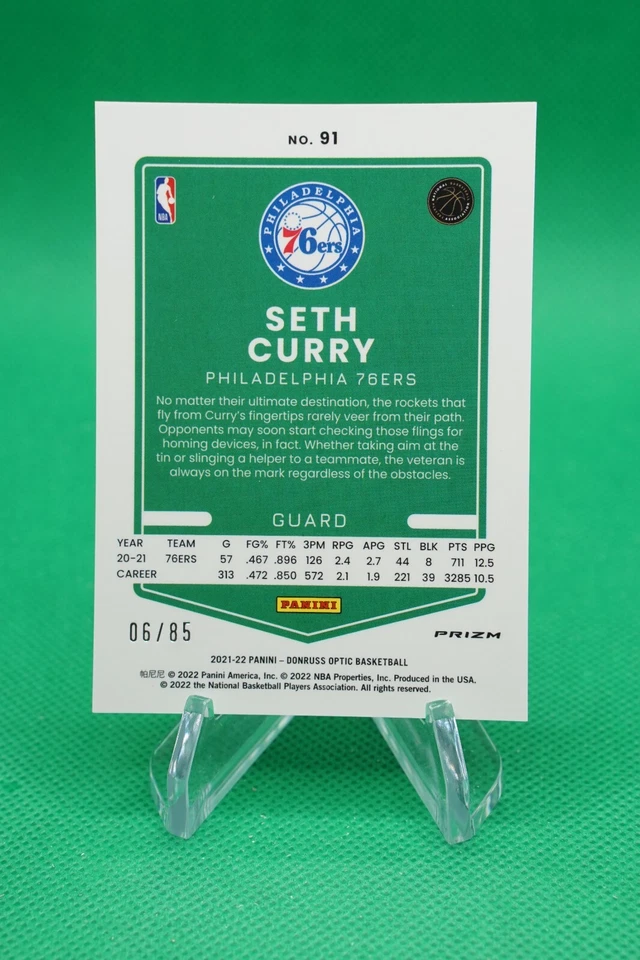 NO. 91
NBA
PHILADELPHIA
76ers
NATIONAL BASKETBALL
ASSOCIATION
SETH
CURRY
PHILADELPHIA 76ERS
No matter their ultimate destination, the rockets that
fly from Curry's fingertips rarely veer from their path.
Opponents may soon start checking those flings for
homing devices, in fact. Whether taking aim at the
tin or slinging a helper to a teammate, the veteran is
always on the mark regardless of the obstacles.
GUARD
YEAR TEAM G FG% FT% 3PM RPG APG STL BLK PTS PPG
20-21 76ERS 57 .467 .896 126 2.4 2.7 44 8 711 12.5
CAREER 313 .472 .850 572 2.1 1.9 221 39 3285 10.5
PANINI
06/85
PRIZM
2021-22 PANINI – DONRUSS OPTIC BASKETBALL
帕尼尼 © 2022 Panini America, Inc. © 2022 NBA Properties, Inc. Produced in the USA.
© 2022 the National Basketball Players Association. All rights reserved.